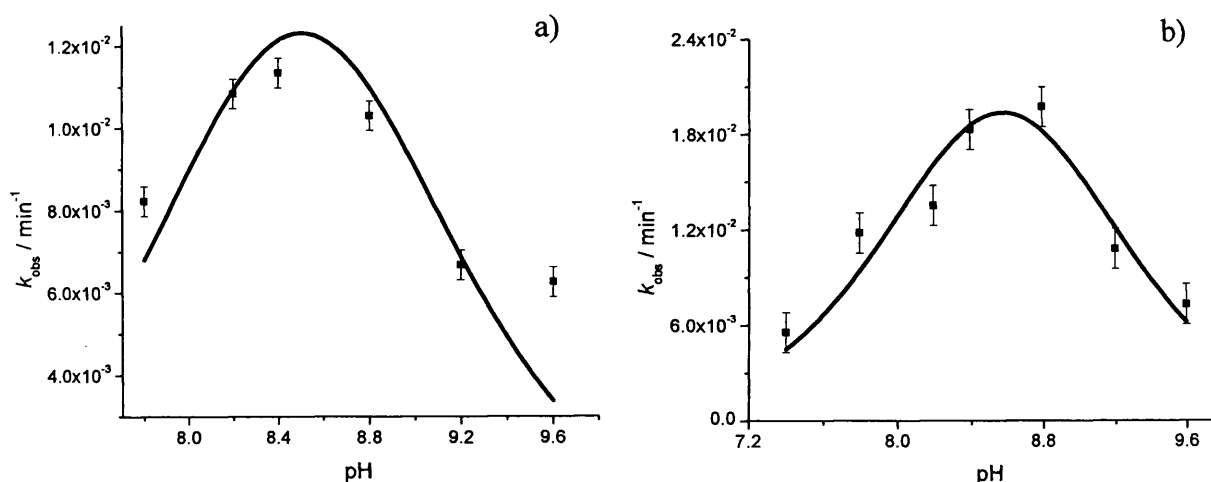 a)
1.2x10⁻²
1.0x10⁻²
8.0x10⁻³
6.0x10⁻³
4.0x10⁻³
k_obs / min⁻¹
8.0 8.4 8.8 9.2 9.6
pH
b)
2.4x10⁻²
1.8x10⁻²
1.2x10⁻²
6.0x10⁻³
0.0
k_obs / min⁻¹
7.2 8.0 8.8 9.6
pH